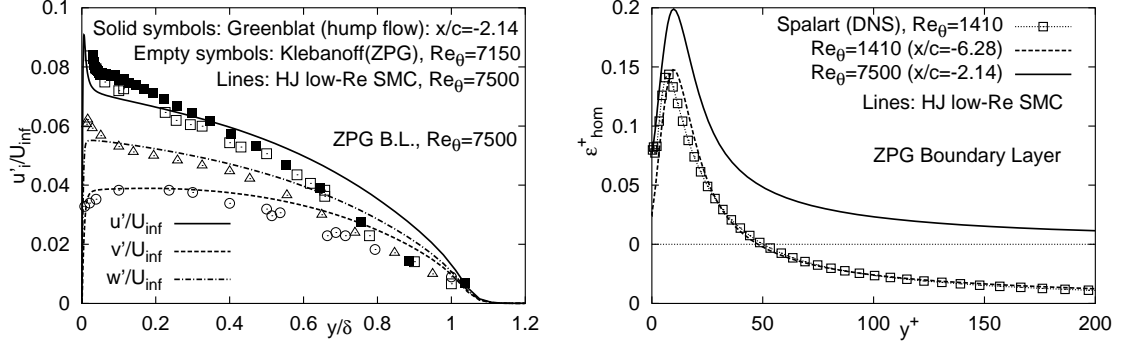 Solid symbols: Greenblat (hump flow): x/c=-2.14
Empty symbols: Klebanoff(ZPG), Reθ=7150
Lines: HJ low-Re SMC, Reθ=7500
ZPG B.L., Reθ=7500
u'/Uinf
v'/Uinf
w'/Uinf
u'i/Uinf
0.1
0.08
0.06
0.04
0.02
0
0 0.2 0.4 0.6 0.8 1 1.2
y/δ
Spalart (DNS), Reθ=1410
Reθ=1410 (x/c=-6.28)
Reθ=7500 (x/c=-2.14)
Lines: HJ low-Re SMC
ZPG Boundary Layer
ε+hom
0.2
0.15
0.1
0.05
0
0.05
0
0 50 100 150 200
y+